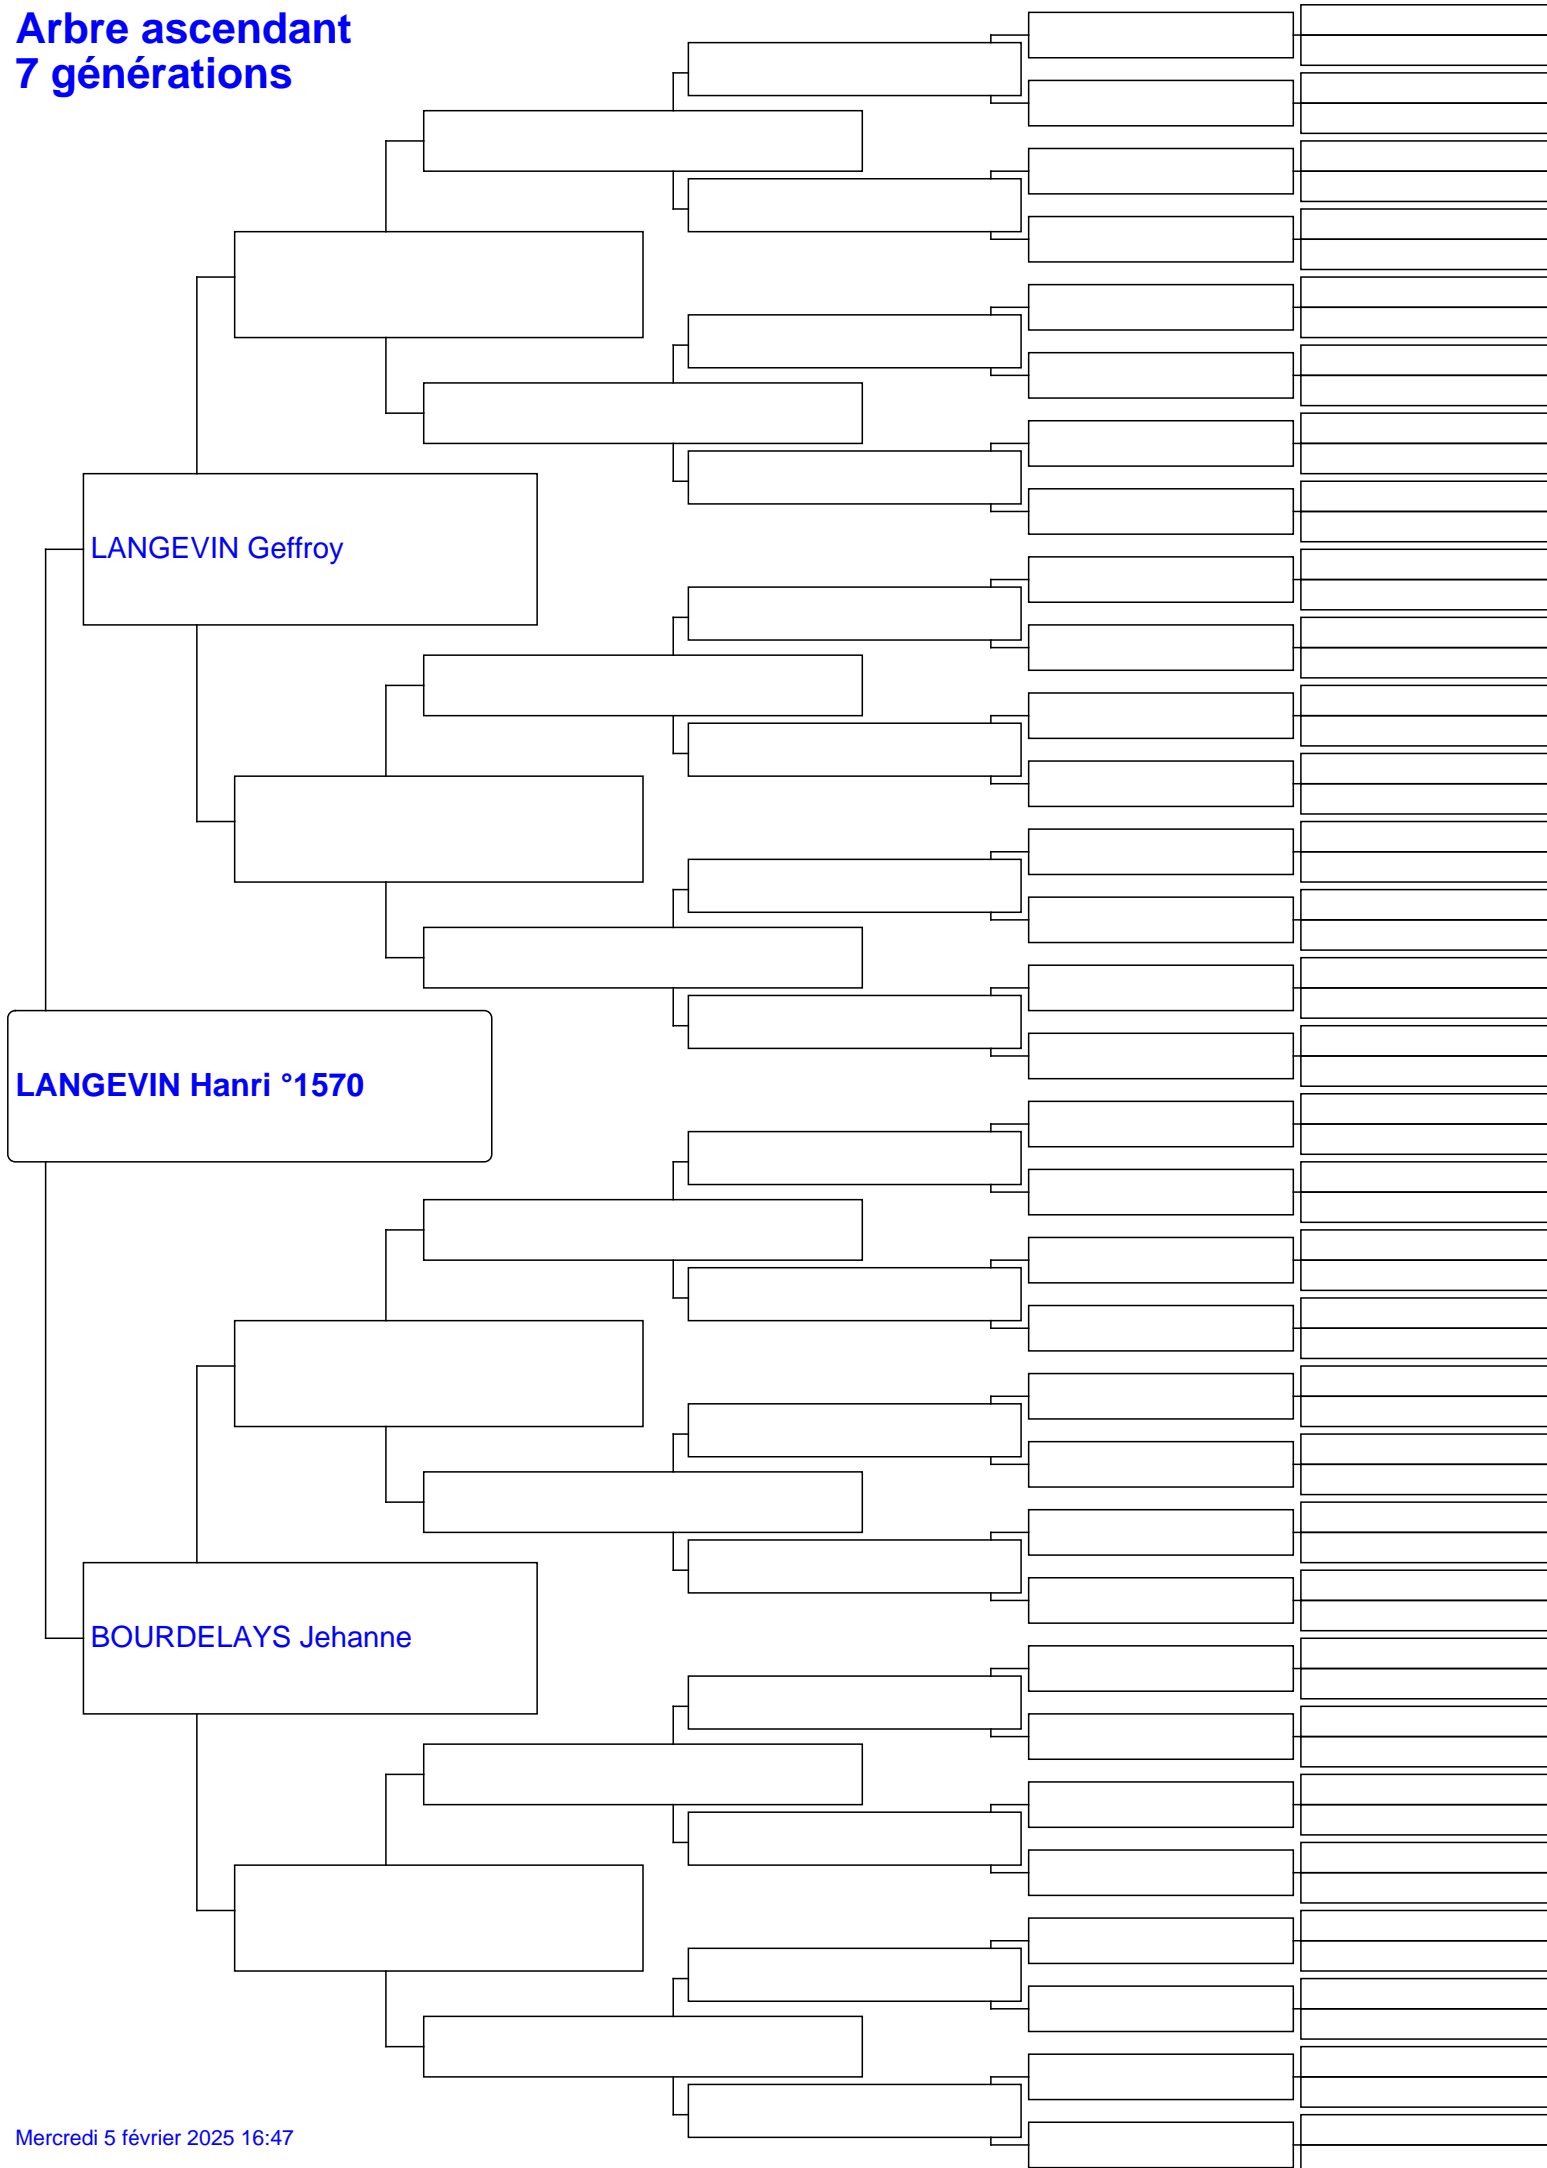 Arbre ascendant
7 générations
LANGEVIN Geffroy
LANGEVIN Hanri °1570
BOURDELAYS Jehanne
Mercredi 5 février 2025 16:47